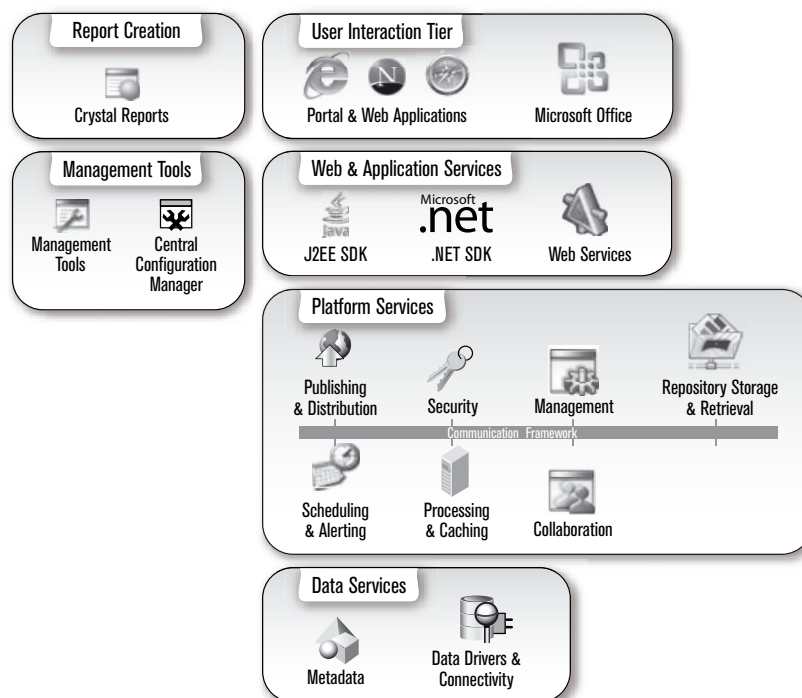 Report Creation
Crystal Reports
User Interaction Tier
N
Portal & Web Applications
Microsoft Office
Management Tools
Management
Tools
Central
Configuration
Manager
Web & Application Services
Java
J2EE SDK
Microsoft
.net
.NET SDK
Web Services
Platform Services
Publishing
& Distribution
Security
Management
Repository Storage
& Retrieval
Communication Framework
Scheduling
& Alerting
Processing
& Caching
Collaboration
Data Services
Metadata
Data Drivers &
Connectivity